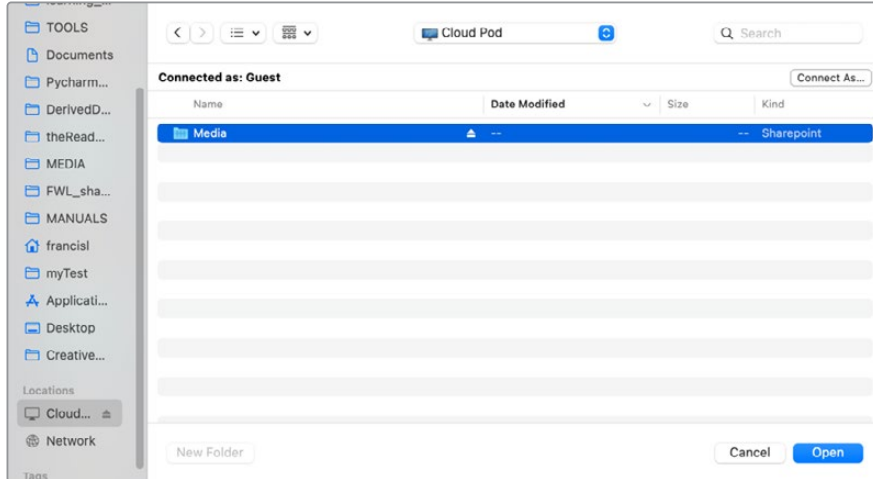 TOOLS
Documents
Pycharm...
DerivedD...
theRead...
MEDIA
FWL_sha...
MANUALS
francisl
myTest
Applicati...
Desktop
Creative...
Locations
Cloud...
Network
Tags
Cloud Pod
Search
Connected as: Guest
Connect As...
Name Date Modified Size Kind
Media -- -- Sharepoint
New Folder
Cancel Open